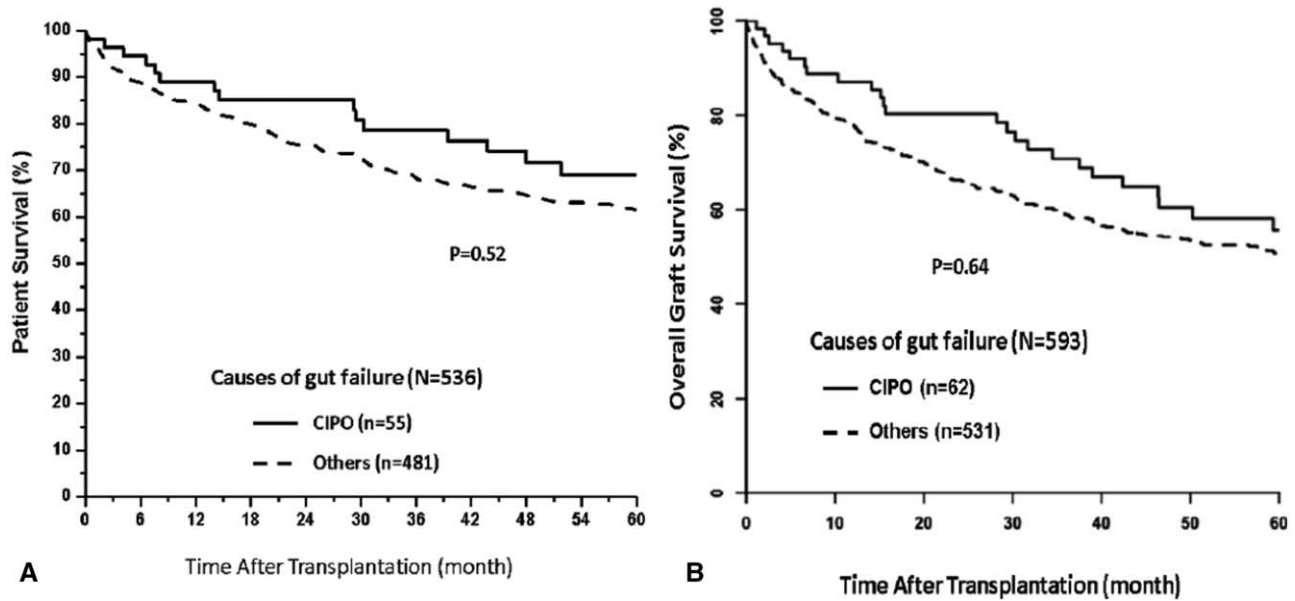 Patient Survival (%)
100
90
80
70
60
50
40
30
20
10
0
P=0.52
Causes of gut failure (N=536)
CIPO (n=55)
Others (n=481)
0 6 12 18 24 30 36 42 48 54 60
Time After Transplantation (month)
A
Overall Graft Survival (%)
100
80
60
40
20
0
P=0.64
Causes of gut failure (N=593)
CIPO (n=62)
Others (n=531)
0 10 20 30 40 50 60
Time After Transplantation (month)
B